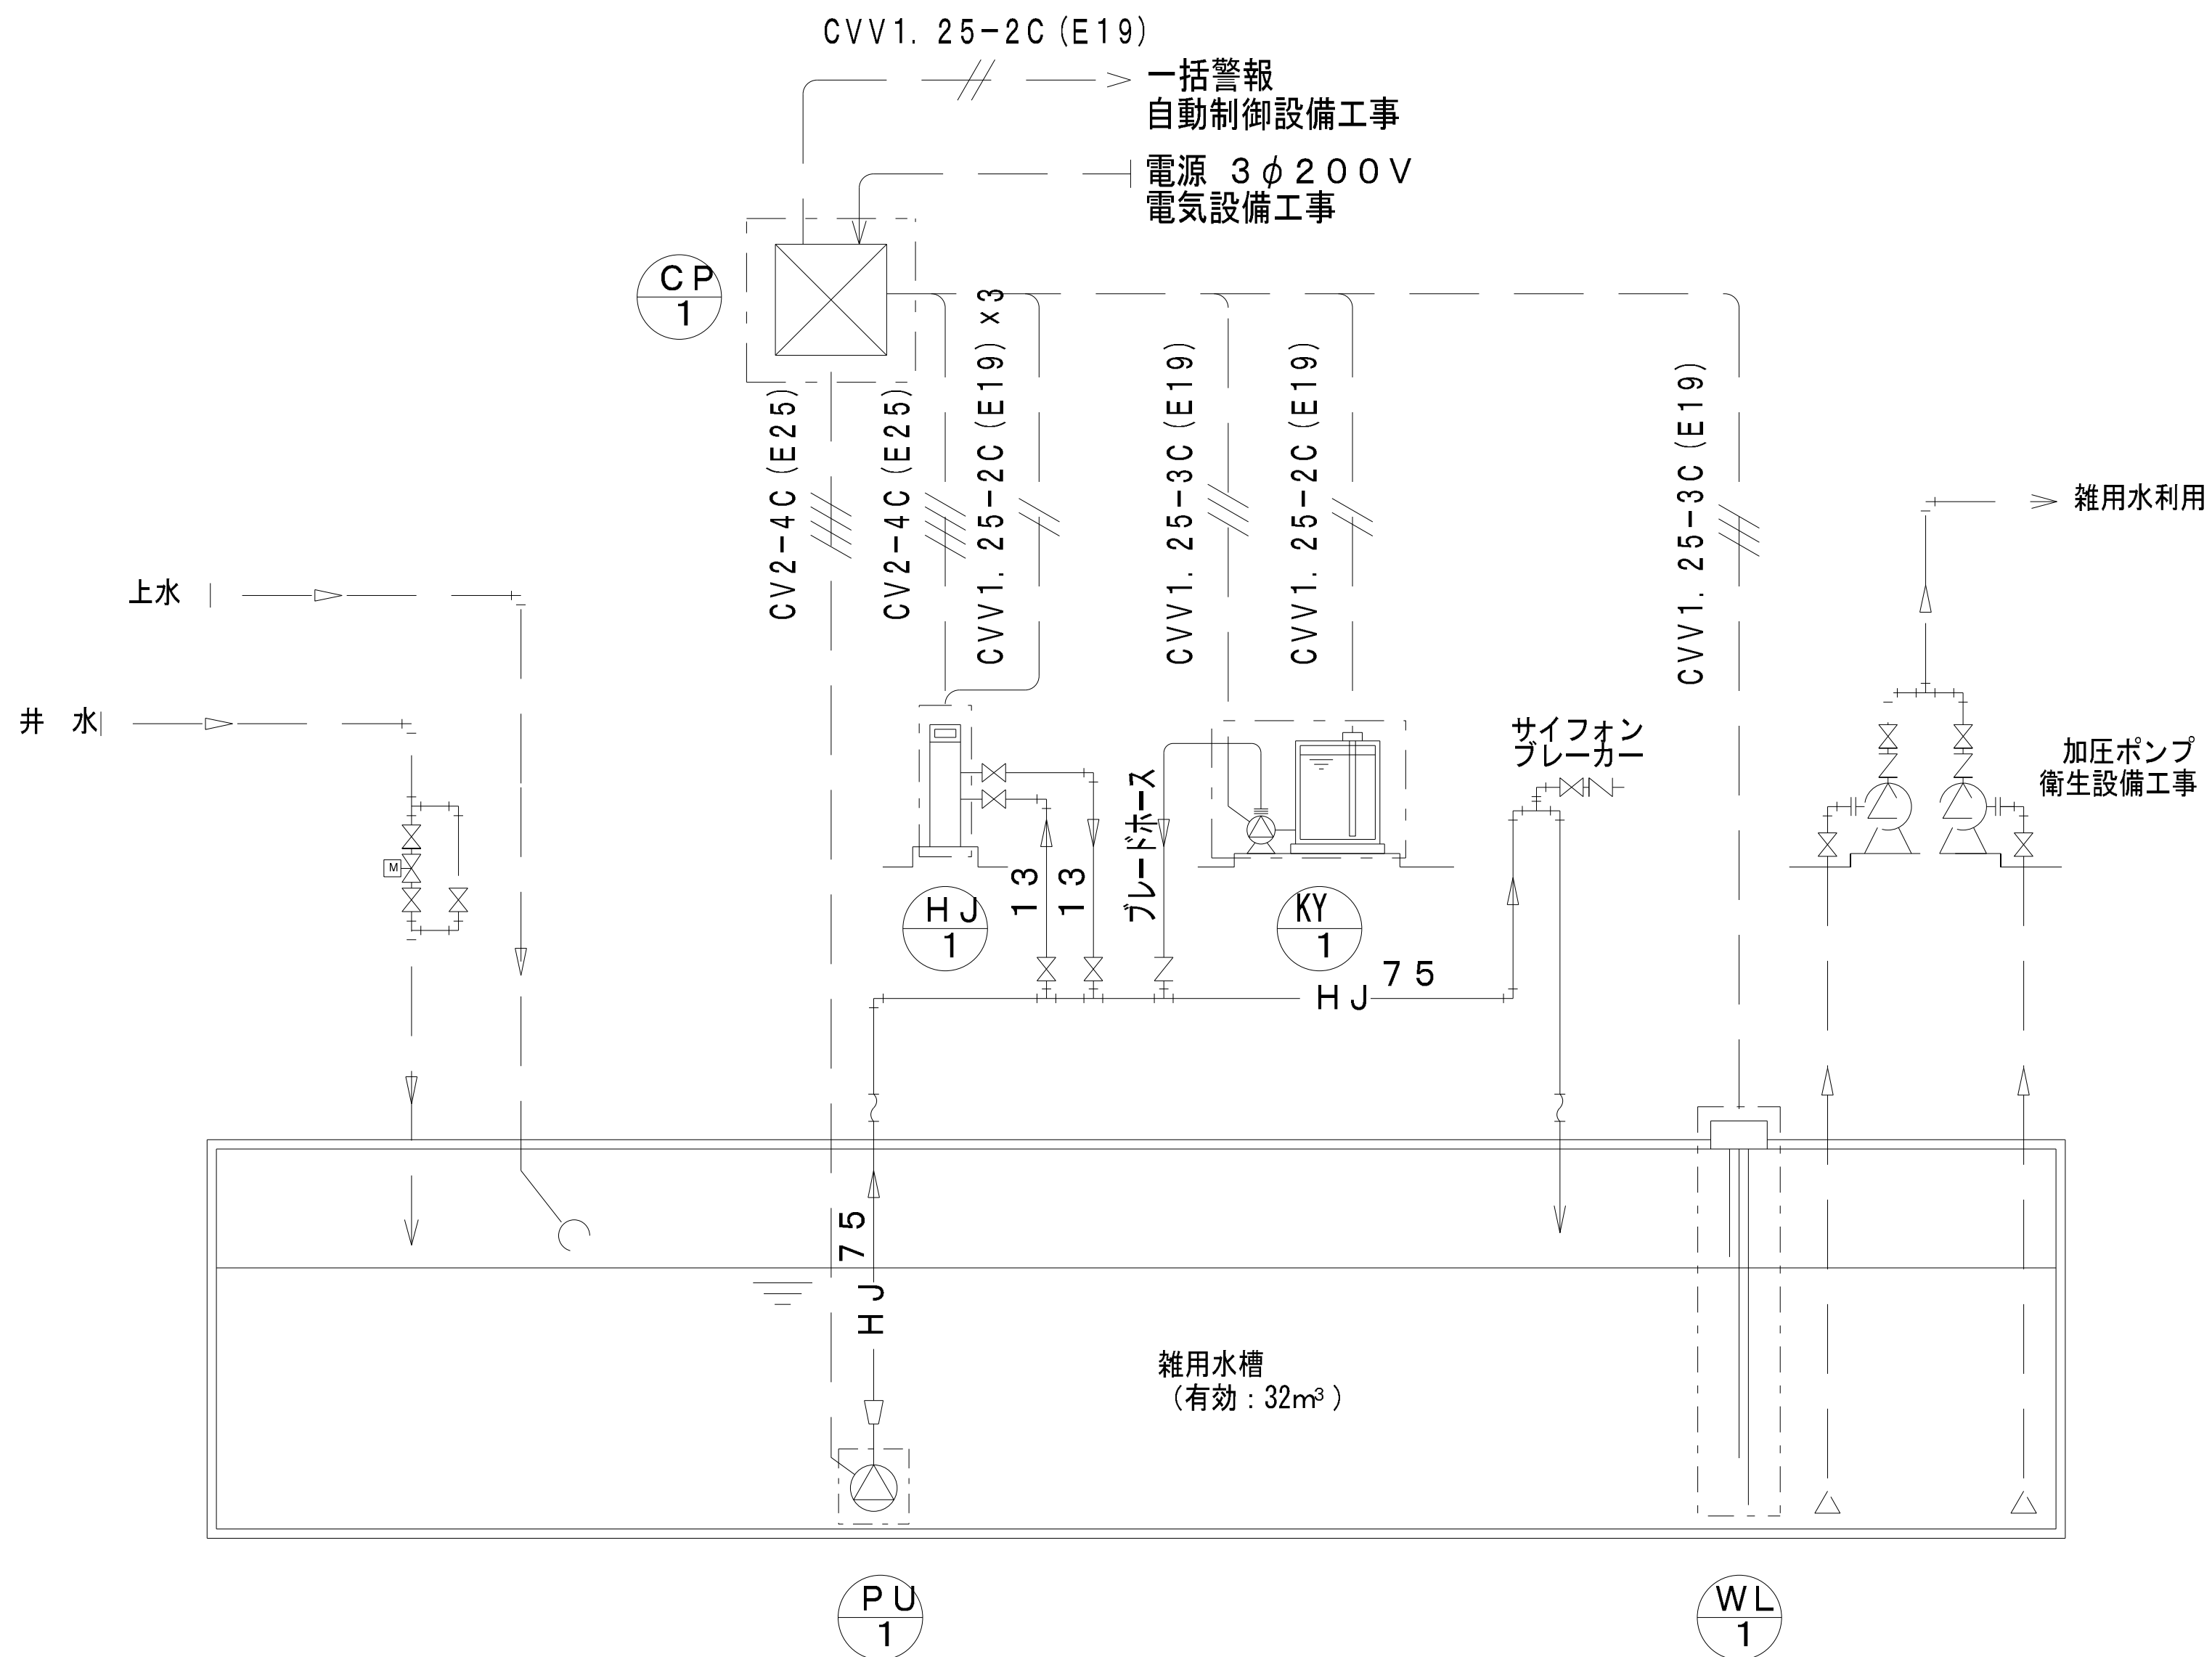 CVV1.25-2C(E19)
一括警報
自動制御設備工事
電源 3φ200V
電気設備工事
CP
1
CV2-4C(E25)
CV2-4C(E25)
CVV1.25-2C(E19)x3
CVV1.25-3C(E19)
CVV1.25-2C(E19)
CVV1.25-3C(E19)
雑用水利用
上水
井 水
サイフォン
ブレーカー
加圧ポンプ
衛生設備工事
M
HJ
1
13
13
ブレードホース
KY
1
HJ
75
75
HJ
雑用水槽
(有効:32m³)
PU
1
WL
1